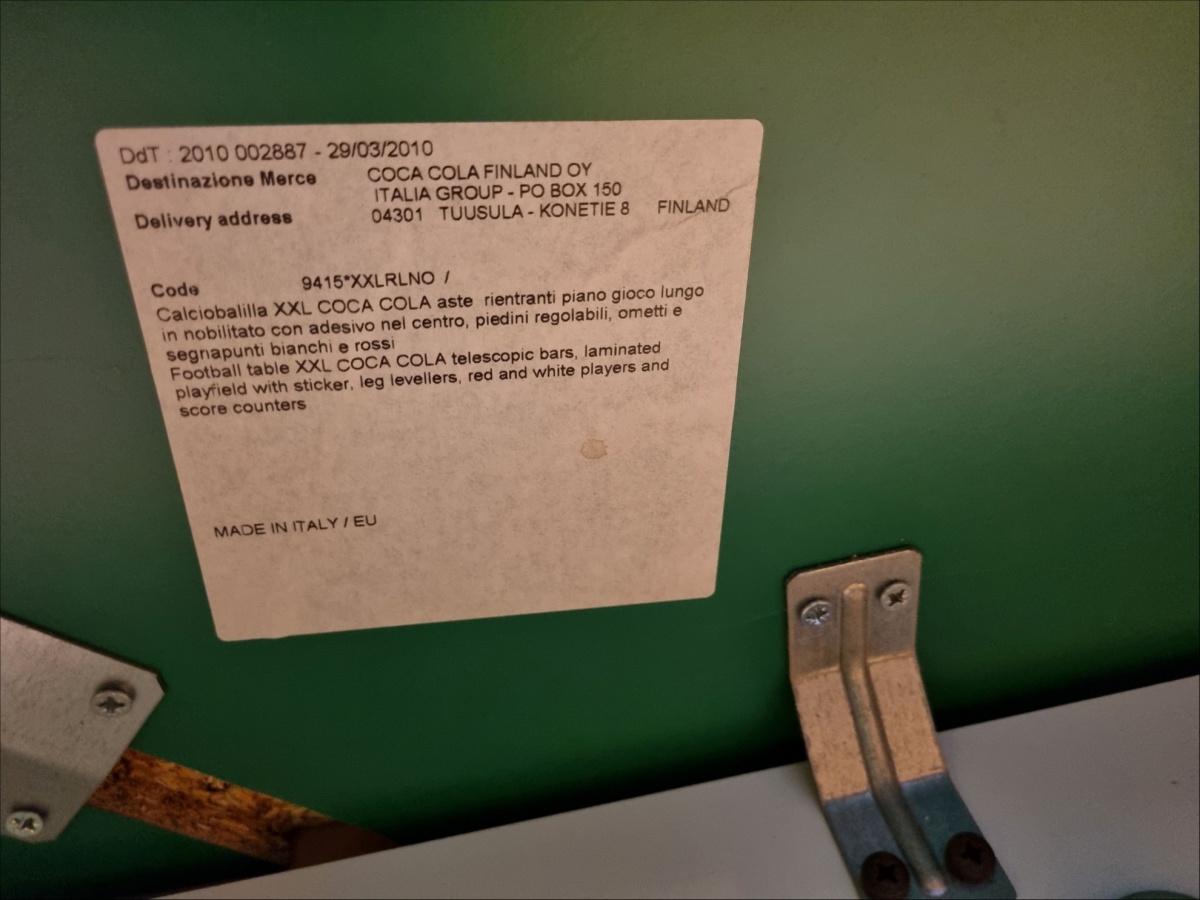 DdT : 2010 002887 - 29/03/2010
Destinazione Merce COCA COLA FINLAND OY
ITALIA GROUP - PO BOX 150
Delivery address 04301 TUUSULA - KONETIE 8 FINLAND
Code 9415*XXLRLNO /
Calciobalilla XXL COCA COLA aste rientranti piano gioco lungo
in nobilitato con adesivo nel centro, piedini regolabili, ometti e
segnapunti bianchi e rossi
Football table XXL COCA COLA telescopic bars, laminated
playfield with sticker, leg levellers, red and white players and
score counters
MADE IN ITALY / EU